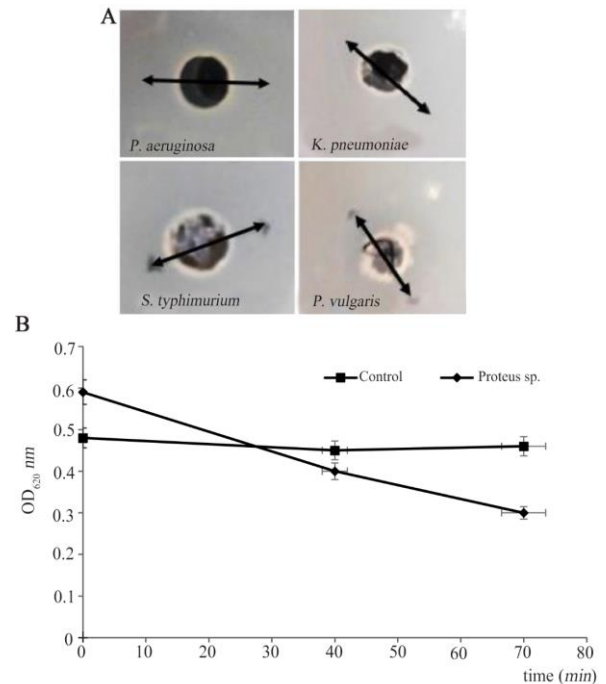 A
P. aeruginosa
K. pneumoniae
S. typhimurium
P. vulgaris
B
0.7
0.6
0.5
0.4
0.3
0.2
0.1
0
OD₆₂₀ nm
Control
Proteus sp.
0 10 20 30 40 50 60 70 80
time (min)